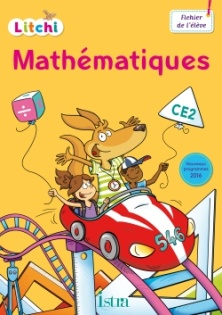 Litchi
Fichier
de l'élève
Mathématiques
CE2
Nouveaux
programmes
2016
546
Istra